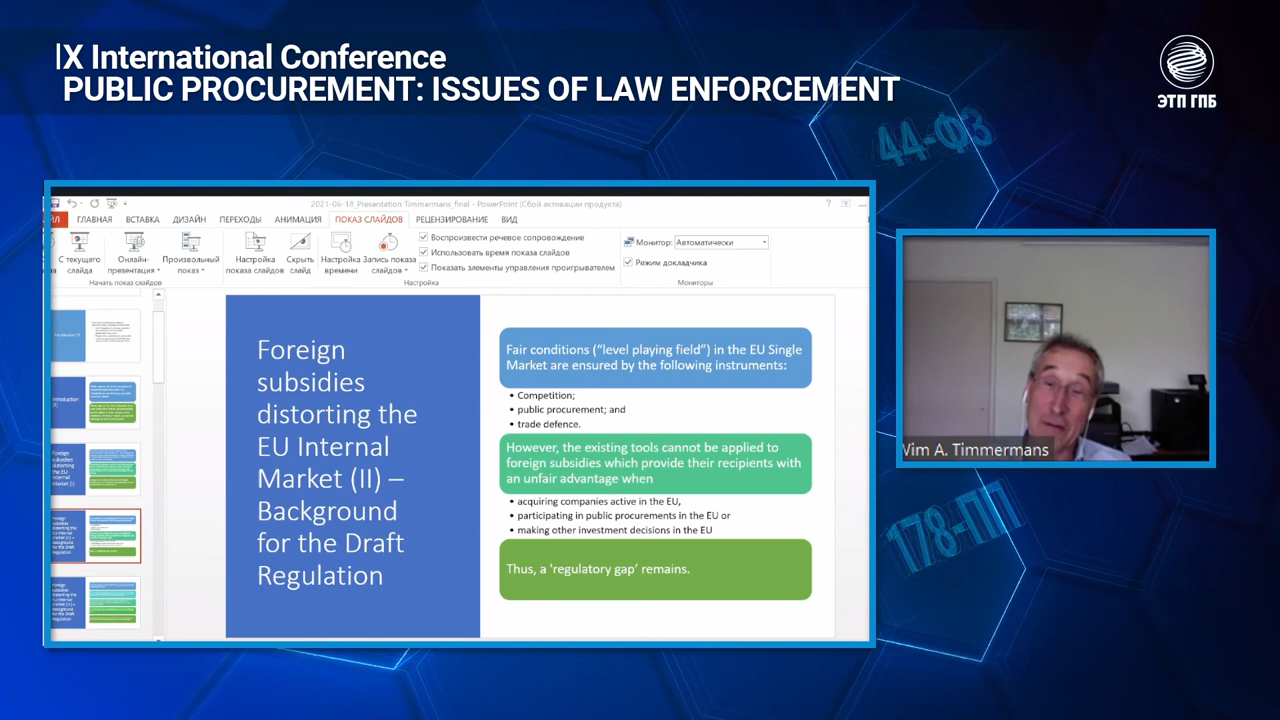 IX International Conference
PUBLIC PROCUREMENT: ISSUES OF LAW ENFORCEMENT
ЭТП ГПБ
44-ФЗ
2021-06-18_Presentation Timmermans_final - PowerPoint (Сбой активации продукта)
ГЛАВНАЯ ВСТАВКА ДИЗАЙН ПЕРЕХОДЫ АНИМАЦИЯ ПОКАЗ СЛАЙДОВ РЕЦЕНЗИРОВАНИЕ ВИД
С текущего слайда
Онлайн-презентация
Произвольный показ
Настройка показа слайдов
Скрыть слайд
Настройка времени
Запись показа слайдов
Воспроизвести речевое сопровождение
Использовать время показа слайдов
Показать элементы управления проигрывателем
Монитор: Автоматически
Режим докладчика
Начать показ слайдов
Настройка
Мониторы
Foreign
subsidies
distorting the
EU Internal
Market (II) –
Background
for the Draft
Regulation
Fair conditions (“level playing field”) in the EU Single
Market are ensured by the following instruments:
• Competition;
• public procurement; and
• trade defence.
However, the existing tools cannot be applied to
foreign subsidies which provide their recipients with
an unfair advantage when
• acquiring companies active in the EU,
• participating in public procurements in the EU or
• making other investment decisions in the EU
Thus, a 'regulatory gap' remains.
Vim A. Timmermans